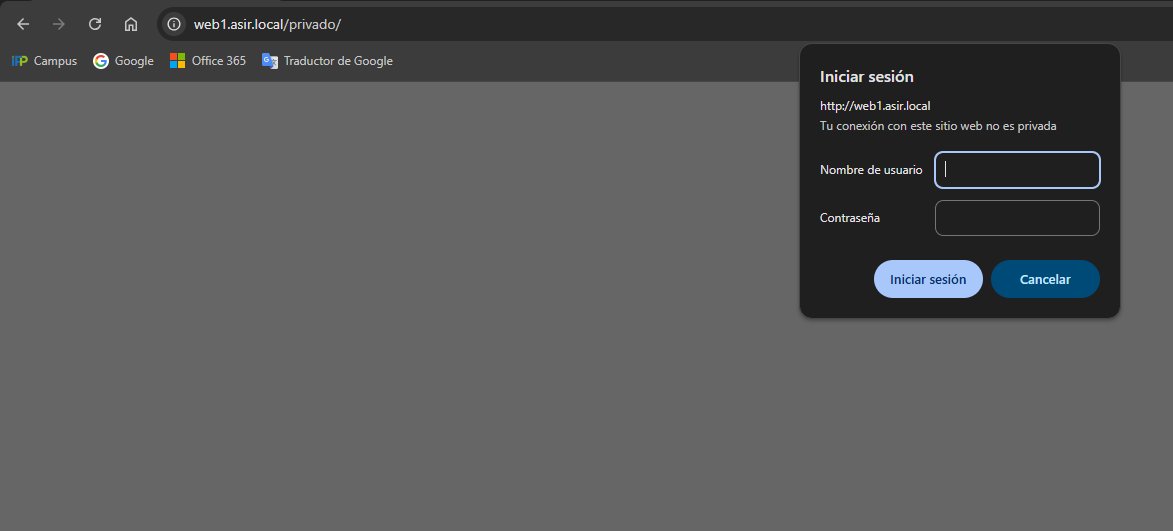 web1.asir.local/privado/
IFP Campus Google Office 365 Traductor de Google
Iniciar sesión
http://web1.asir.local
Tu conexión con este sitio web no es privada
Nombre de usuario
Contraseña
Iniciar sesión Cancelar